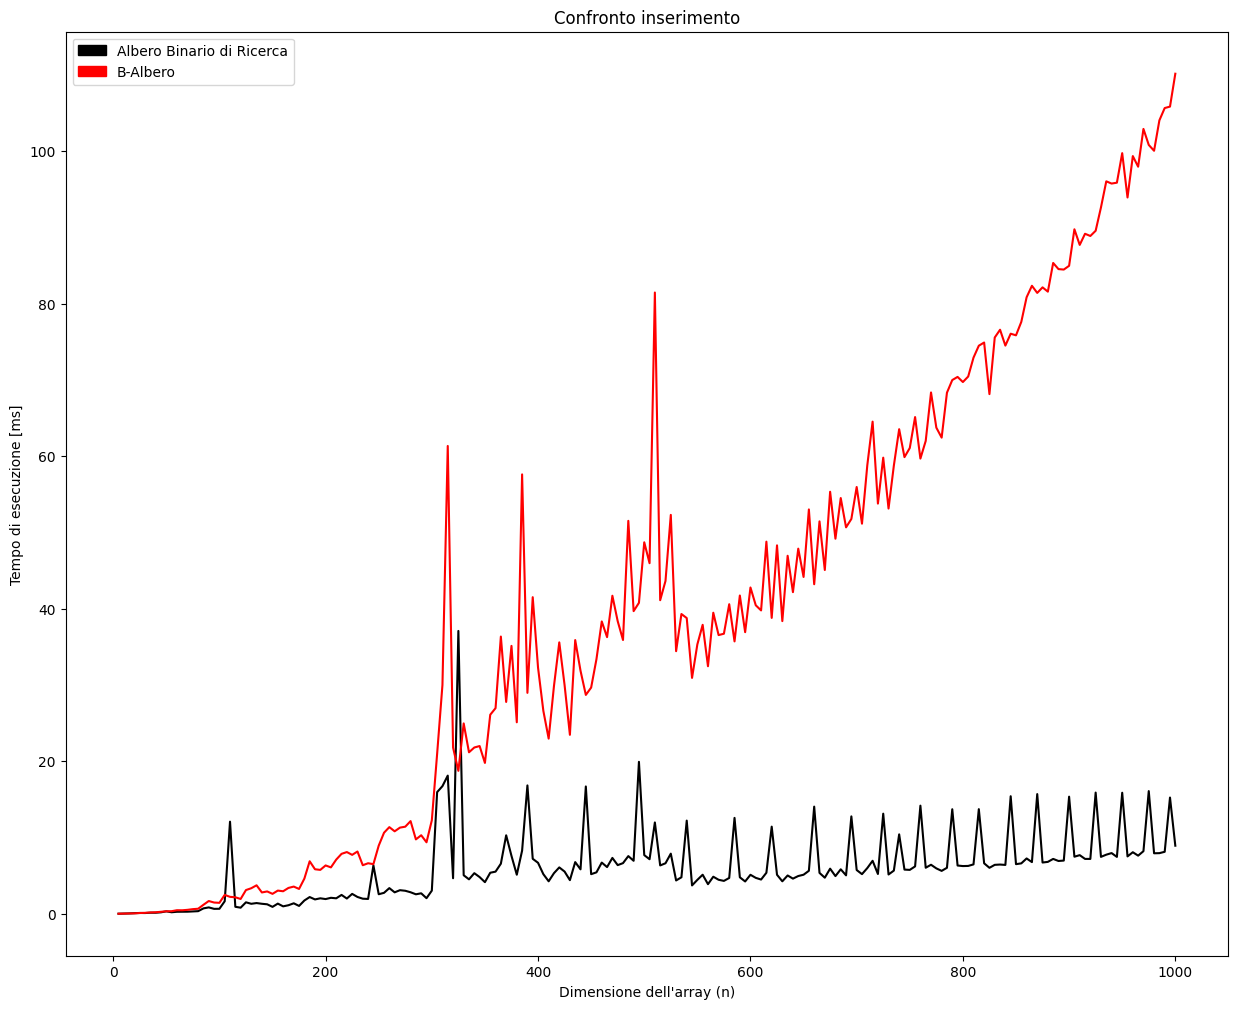 Confronto inserimento
Albero Binario di Ricerca
B-Albero
Tempo di esecuzione [ms]
100
80
60
40
20
0
0 200 400 600 800 1000
Dimensione dell'array (n)